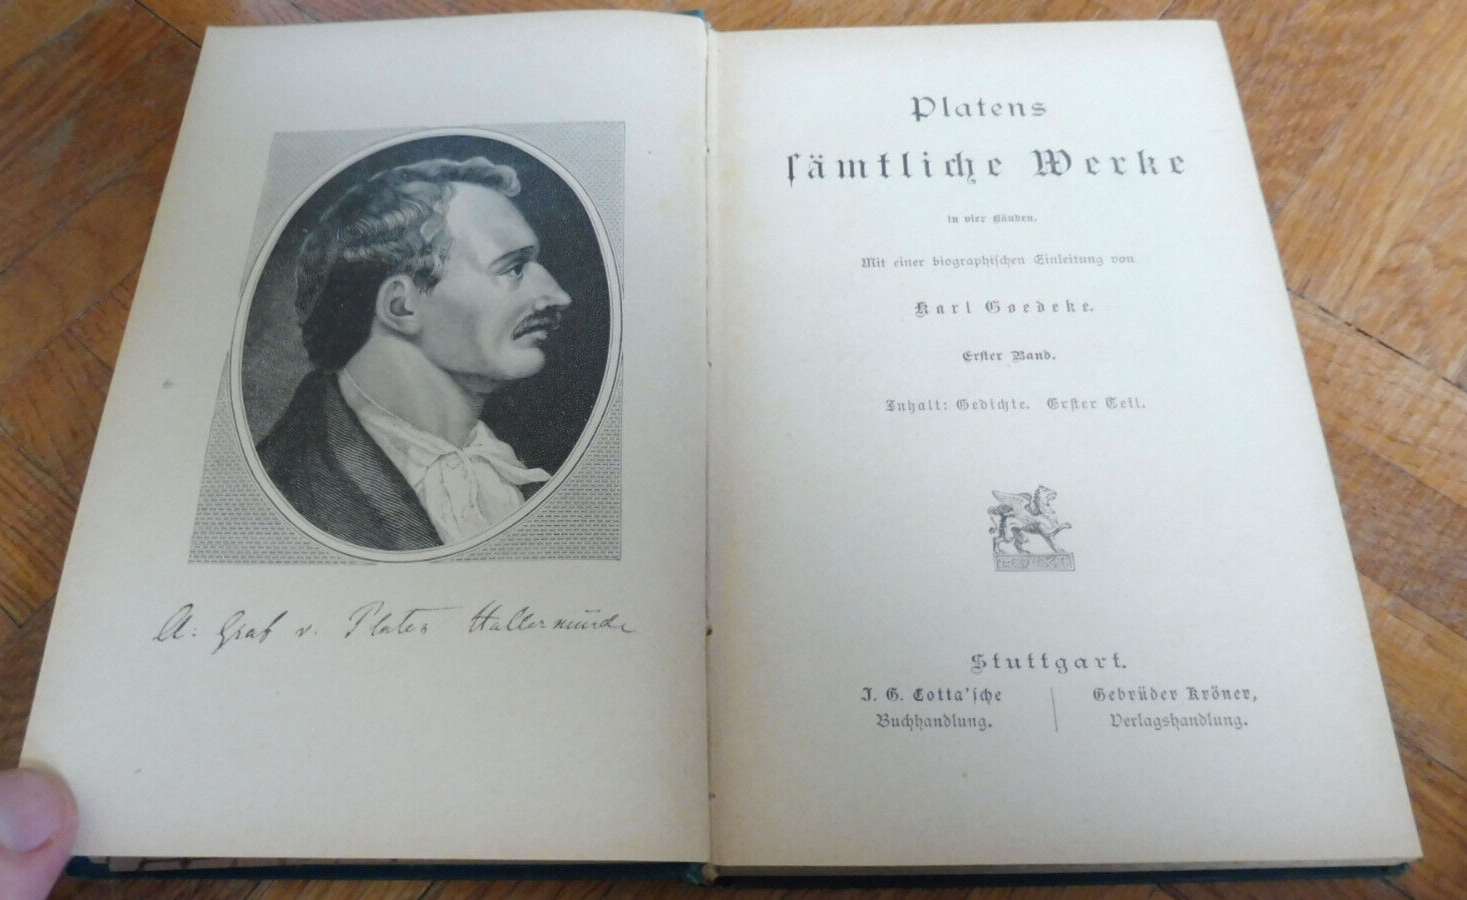 A: Graf v. Platen Hallermünde
Platens
sämtliche Werke
in vier Bänden.
Mit einer biographischen Einleitung von
Karl Goedeke.
Erster Band.
Inhalt: Gedichte. Erster Teil.
Stuttgart.
J. G. Cotta'sche
Buchhandlung.
Gebrüder Kröner,
Verlagshandlung.